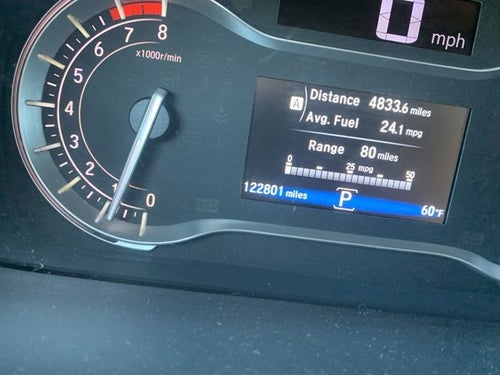 0 mph
8
7
6
5
4
3
2
1
0
x1000r/min
A
Distance 4833.6 miles
Avg. Fuel 24.1 mpg
Range 80 miles
0 25 50
mpg
122801 miles P 60°F